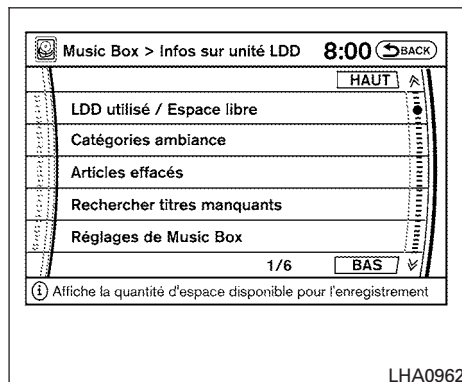 Music Box > Infos sur unité LDD 8:00 BACK
HAUT
LDD utilisé / Espace libre
Catégories ambiance
Articles effacés
Rechercher titres manquants
Réglages de Music Box
1/6 BAS
i Affiche la quantité d'espace disponible pour l'enregistrement
LHA0962